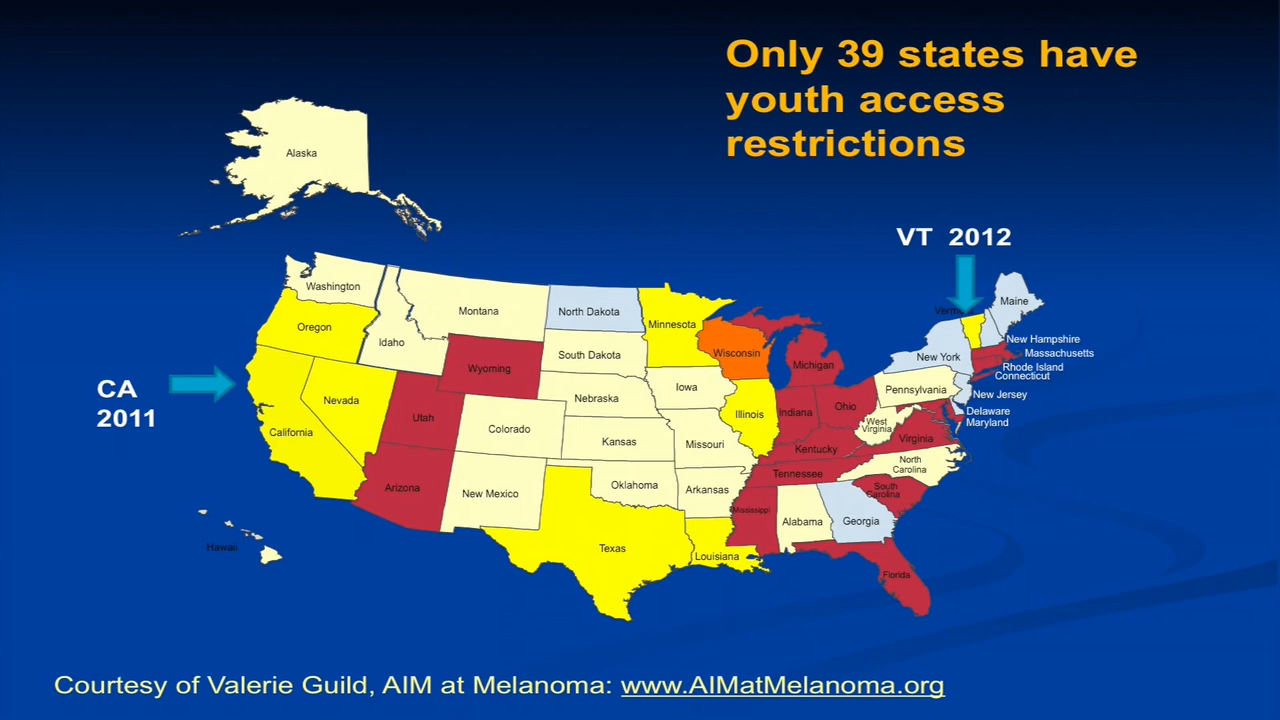 Only 39 states have
youth access
restrictions
Alaska
VT 2012
Washington
Montana
North Dakota
Minnesota
Vermont
Maine
Oregon
Idaho
Wyoming
South Dakota
Wisconsin
Michigan
New York
New Hampshire
Massachusetts
Rhode Island
Connecticut
CA
2011
Nevada
Utah
Nebraska
Iowa
Illinois
Indiana
Ohio
Pennsylvania
New Jersey
Delaware
Maryland
California
Colorado
Kansas
Missouri
Kentucky
West
Virginia
Virginia
Arizona
New Mexico
Oklahoma
Arkansas
Tennessee
North
Carolina
South
Carolina
Hawaii
Texas
Louisiana
Mississippi
Alabama
Georgia
Florida
Courtesy of Valerie Guild, AIM at Melanoma: www.AIMatMelanoma.org